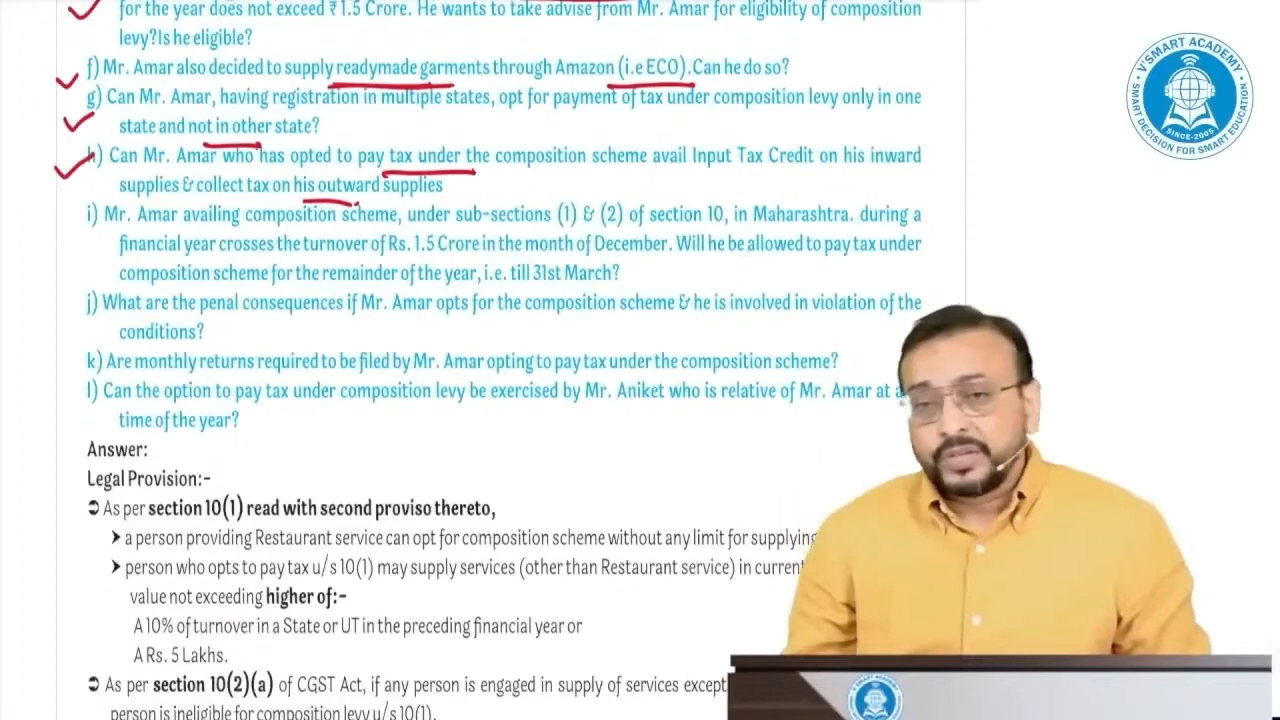 for the year does not exceed ₹1.5 Crore. He wants to take advise from Mr. Amar for eligibility of composition
levy?Is he eligible?
f) Mr. Amar also decided to supply readymade garments through Amazon (i.e ECO).Can he do so?
g) Can Mr. Amar, having registration in multiple states, opt for payment of tax under composition levy only in one
state and not in other state?
h) Can Mr. Amar who has opted to pay tax under the composition scheme avail Input Tax Credit on his inward
supplies & collect tax on his outward supplies
i) Mr. Amar availing composition scheme, under sub-sections (1) & (2) of section 10, in Maharashtra. during a
financial year crosses the turnover of Rs. 1.5 Crore in the month of December. Will he be allowed to pay tax under
composition scheme for the remainder of the year, i.e. till 31st March?
j) What are the penal consequences if Mr. Amar opts for the composition scheme & he is involved in violation of the
conditions?
k) Are monthly returns required to be filed by Mr. Amar opting to pay tax under the composition scheme?
l) Can the option to pay tax under composition levy be exercised by Mr. Aniket who is relative of Mr. Amar at
time of the year?
Answer:
Legal Provision:-
➲ As per section 10(1) read with second proviso thereto,
➤ a person providing Restaurant service can opt for composition scheme without any limit for supplying
➤ person who opts to pay tax u/s 10(1) may supply services (other than Restaurant service) in current
value not exceeding higher of:-
A 10% of turnover in a State or UT in the preceding financial year or
A Rs. 5 Lakhs.
➲ As per section 10(2)(a) of CGST Act, if any person is engaged in supply of services except
person is ineligible for composition levy u/s 10(1).
V'SMART ACADEMY
SMART DECISION FOR SMART EDUCATION
SINCE-2005